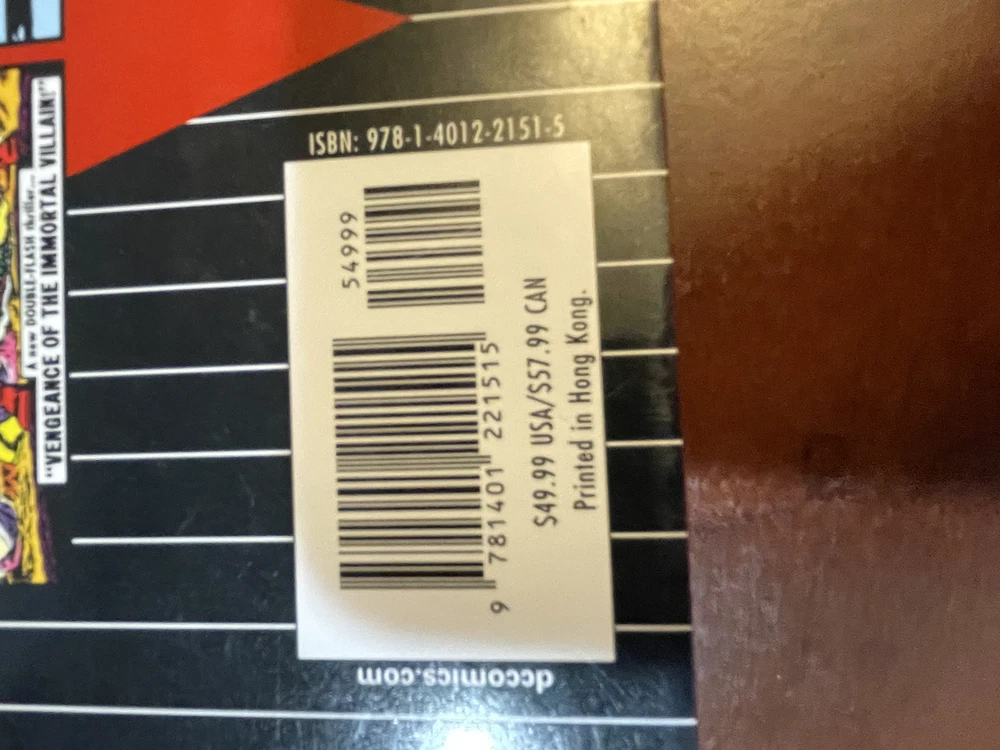 A NEW DOUBLE-FLASH thriller...
"VENGEANCE OF THE IMMORTAL VILLAIN!"
ISBN: 978-1-4012-2151-5
54999
9 781401 221515
$49.99 USA/$57.99 CAN
Printed in Hong Kong.
dccomics.com